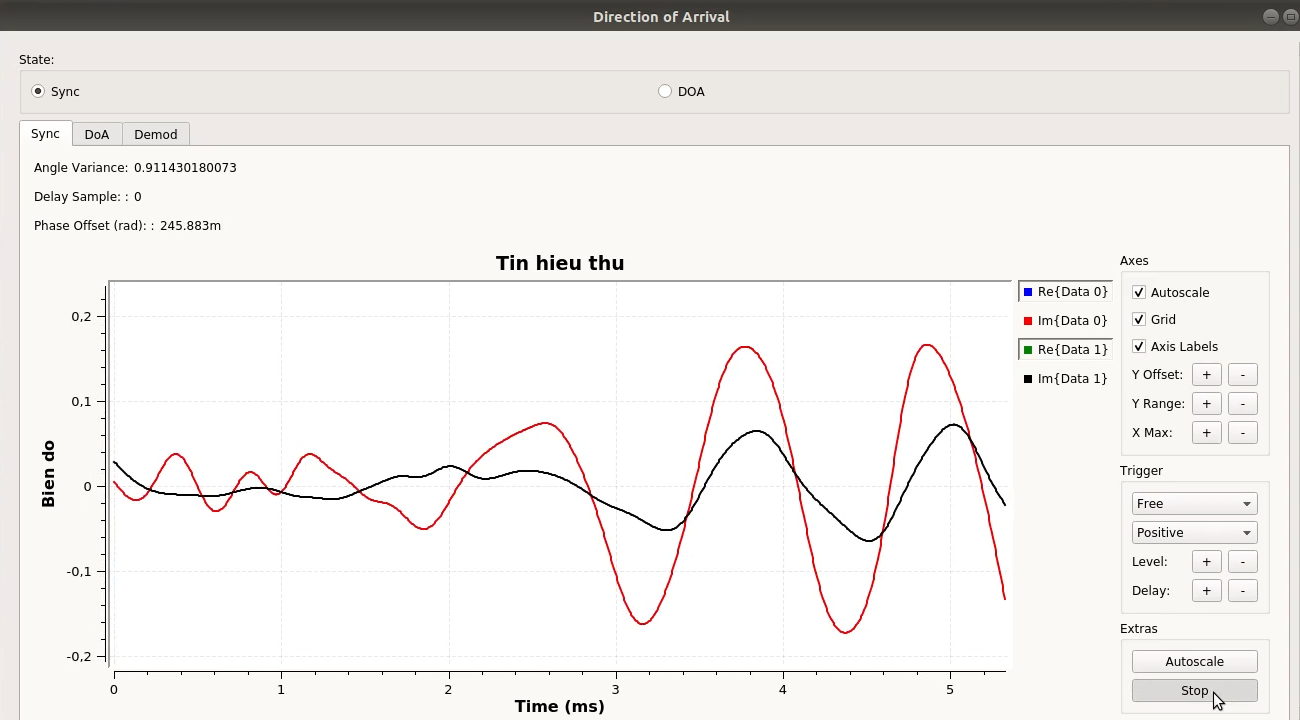 Direction of Arrival
State:
Sync
DOA
Sync DoA Demod
Angle Variance: 0.911430180073
Delay Sample: : 0
Phase Offset (rad): : 245.883m
Tin hieu thu
Bien do
0,2
0,1
0
-0,1
-0,2
0 1 2 3 4 5
Time (ms)
Re{Data 0}
Im{Data 0}
Re{Data 1}
Im{Data 1}
Axes
Autoscale
Grid
Axis Labels
Y Offset: + -
Y Range: + -
X Max: + -
Trigger
Free
Positive
Level: + -
Delay: + -
Extras
Autoscale
Stop